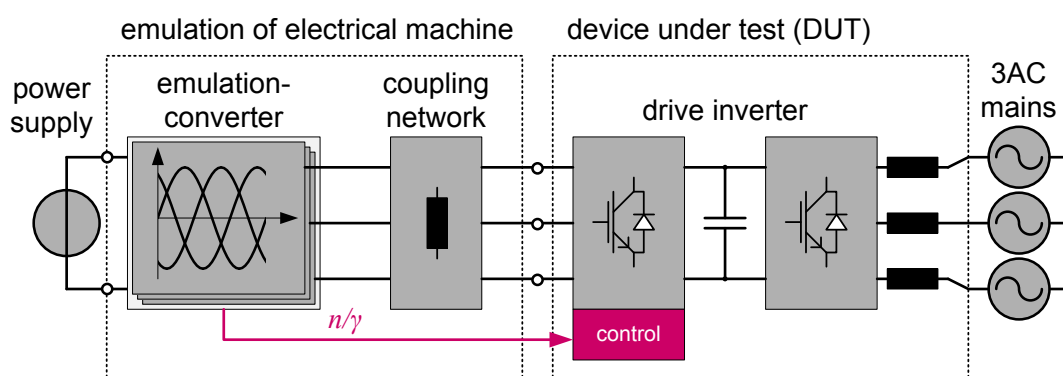 emulation of electrical machine
device under test (DUT)
power
supply
emulation-
converter
coupling
network
drive inverter
3AC
mains
n/γ
control